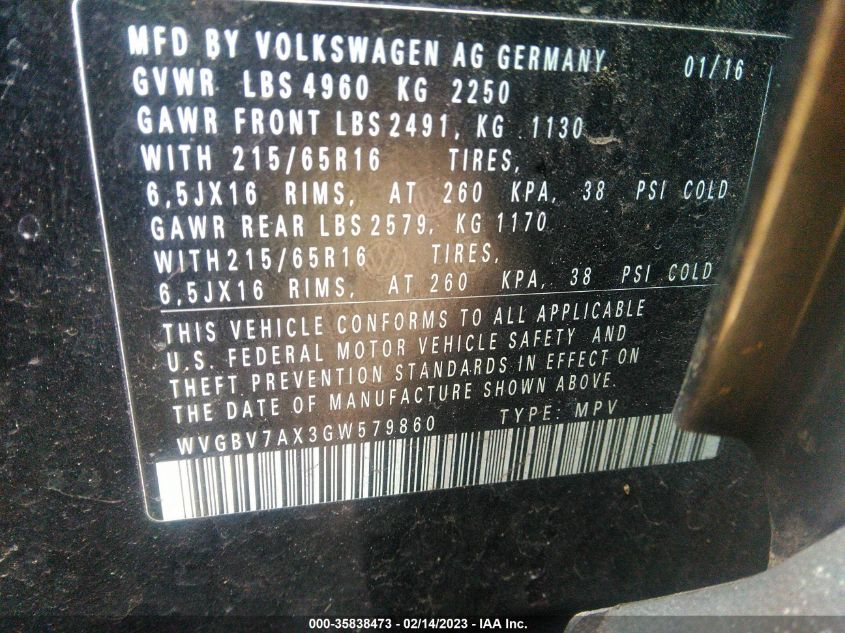 MFD BY VOLKSWAGEN AG GERMANY 01/16
GVWR LBS 4960 KG 2250
GAWR FRONT LBS 2491, KG 1130
WITH 215/65R16 TIRES,
6,5JX16 RIMS, AT 260 KPA, 38 PSI COLD
GAWR REAR LBS 2579, KG 1170
WITH 215/65R16 TIRES,
6,5JX16 RIMS, AT 260 KPA, 38 PSI COLD
THIS VEHICLE CONFORMS TO ALL APPLICABLE
U.S. FEDERAL MOTOR VEHICLE SAFETY AND
THEFT PREVENTION STANDARDS IN EFFECT ON
THE DATE OF MANUFACTURE SHOWN ABOVE.
WVGBV7AX3GW579860 TYPE: MPV
000-35838473 - 02/14/2023 - IAA Inc.